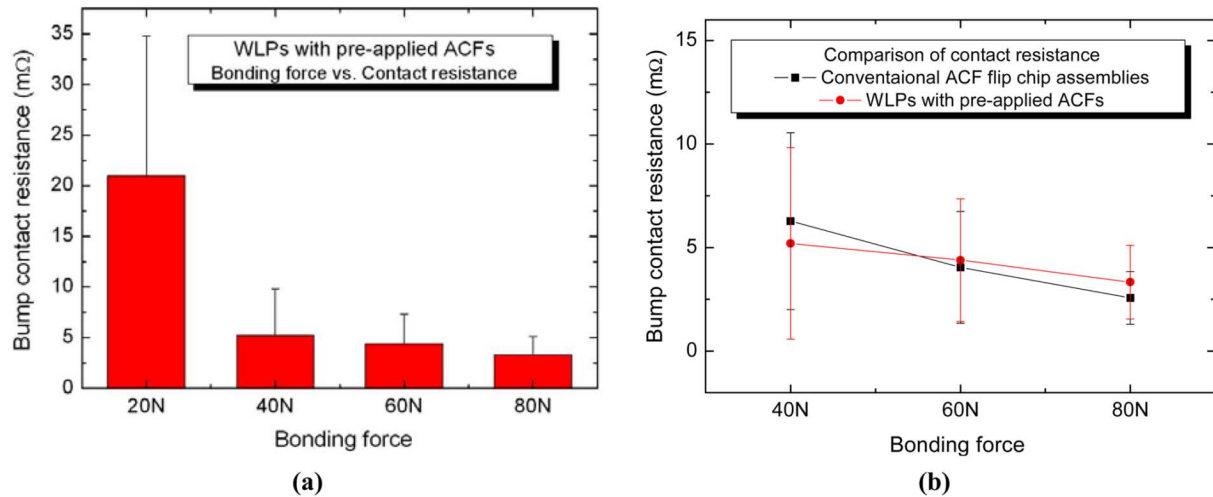 WLPs with pre-applied ACFs
Bonding force vs. Contact resistance
Bump contact resistance (mΩ)
35
30
25
20
15
10
5
0
20N 40N 60N 80N
Bonding force
(a)
Comparison of contact resistance
Conventaional ACF flip chip assemblies
WLPs with pre-applied ACFs
Bump contact resistance (mΩ)
15
10
5
0
40N 60N 80N
Bonding force
(b)